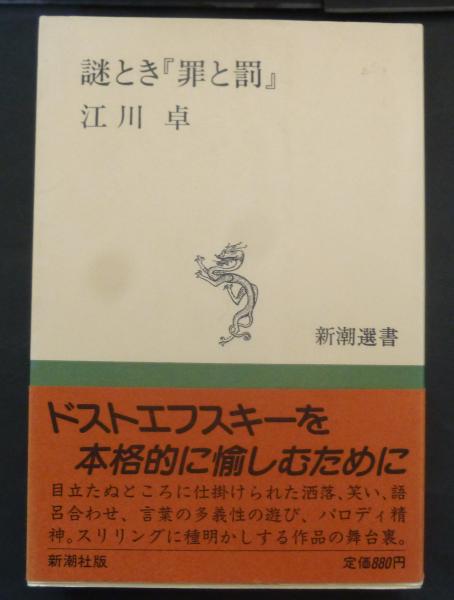 謎とき『罪と罰』
江川 卓
新潮選書
ドストエフスキーを
本格的に愉しむために
目立たぬところに仕掛けられた洒落、笑い、語
呂合わせ、言葉の多義性の遊び、パロディ精
神。スリリングに種明かしする作品の舞台裏。
新潮社版 定価880円